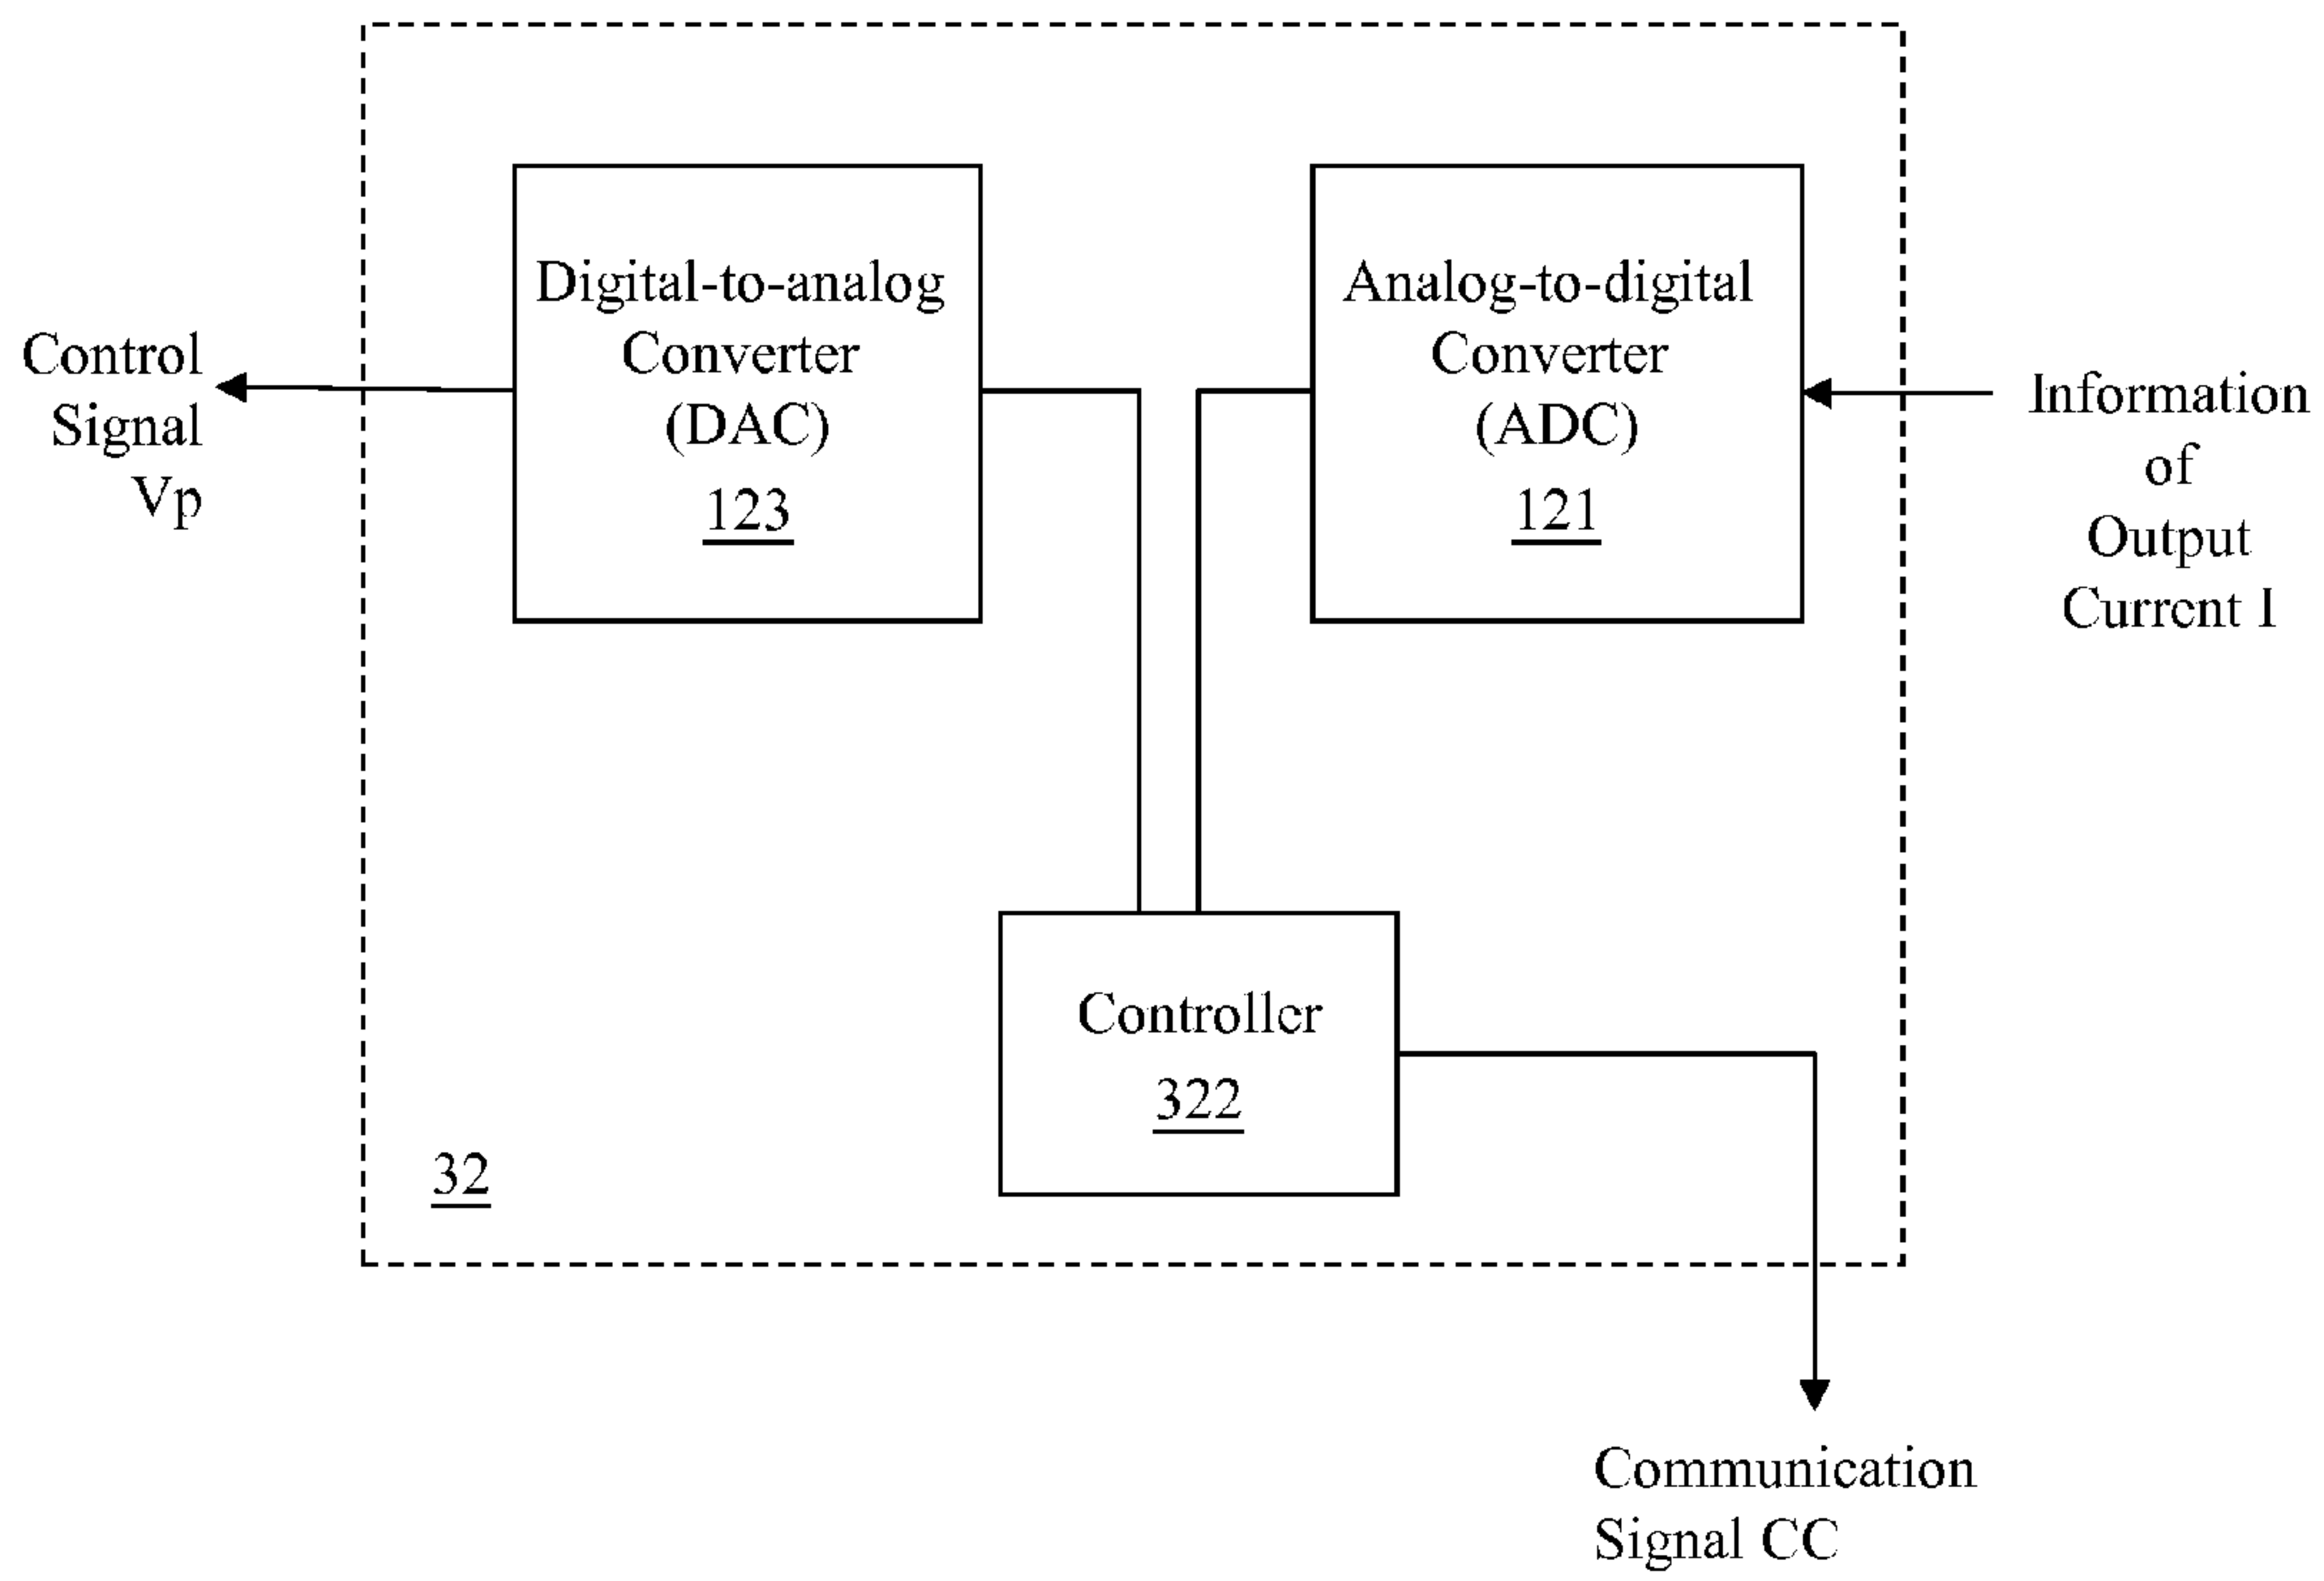 Control
Signal
Vp
Digital-to-analog
Converter
(DAC)
123
Analog-to-digital
Converter
(ADC)
121
Information
of
Output
Current I
Controller
322
32
Communication
Signal CC